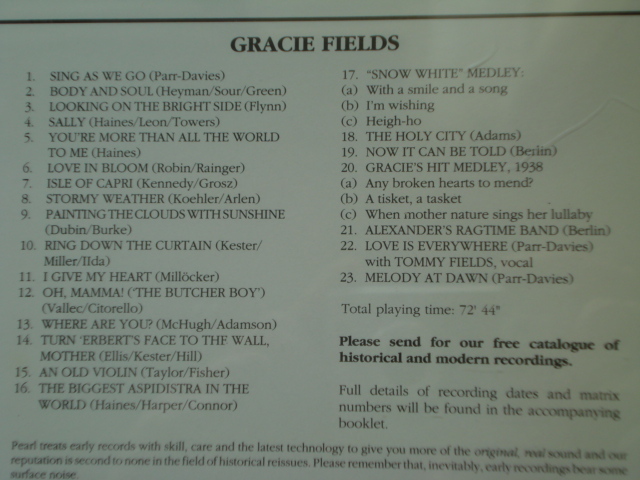 GRACIE FIELDS
1. SING AS WE GO (Parr-Davies)
2. BODY AND SOUL (Heyman/Sour/Green)
3. LOOKING ON THE BRIGHT SIDE (Flynn)
4. SALLY (Haines/Leon/Towers)
5. YOU'RE MORE THAN ALL THE WORLD
TO ME (Haines)
6. LOVE IN BLOOM (Robin/Rainger)
7. ISLE OF CAPRI (Kennedy/Grosz)
8. STORMY WEATHER (Koehler/Arlen)
9. PAINTING THE CLOUDS WITH SUNSHINE
(Dubin/Burke)
10. RING DOWN THE CURTAIN (Kester/
Miller/Ilda)
11. I GIVE MY HEART (Millöcker)
12. OH, MAMMA! ('THE BUTCHER BOY')
(Vallec/Citorello)
13. WHERE ARE YOU? (McHugh/Adamson)
14. TURN 'ERBERT'S FACE TO THE WALL,
MOTHER (Ellis/Kester/Hill)
15. AN OLD VIOLIN (Taylor/Fisher)
16. THE BIGGEST ASPIDISTRA IN THE
WORLD (Haines/Harper/Connor)
17. "SNOW WHITE" MEDLEY:
(a) With a smile and a song
(b) I'm wishing
(c) Heigh-ho
18. THE HOLY CITY (Adams)
19. NOW IT CAN BE TOLD (Berlin)
20. GRACIE'S HIT MEDLEY, 1938
(a) Any broken hearts to mend?
(b) A tisket, a tasket
(c) When mother nature sings her lullaby
21. ALEXANDER'S RAGTIME BAND (Berlin)
22. LOVE IS EVERYWHERE (Parr-Davies)
with TOMMY FIELDS, vocal
23. MELODY AT DAWN (Parr-Davies)
Total playing time: 72' 44"
Please send for our free catalogue of
historical and modern recordings.
Full details of recording dates and matrix
numbers will be found in the accompanying
booklet.
Pearl treats early records with skill, care and the latest technology to give you more of the original, real sound and our
reputation is second to none in the field of historical reissues. Please remember that, inevitably, early recordings bear some
surface noise.